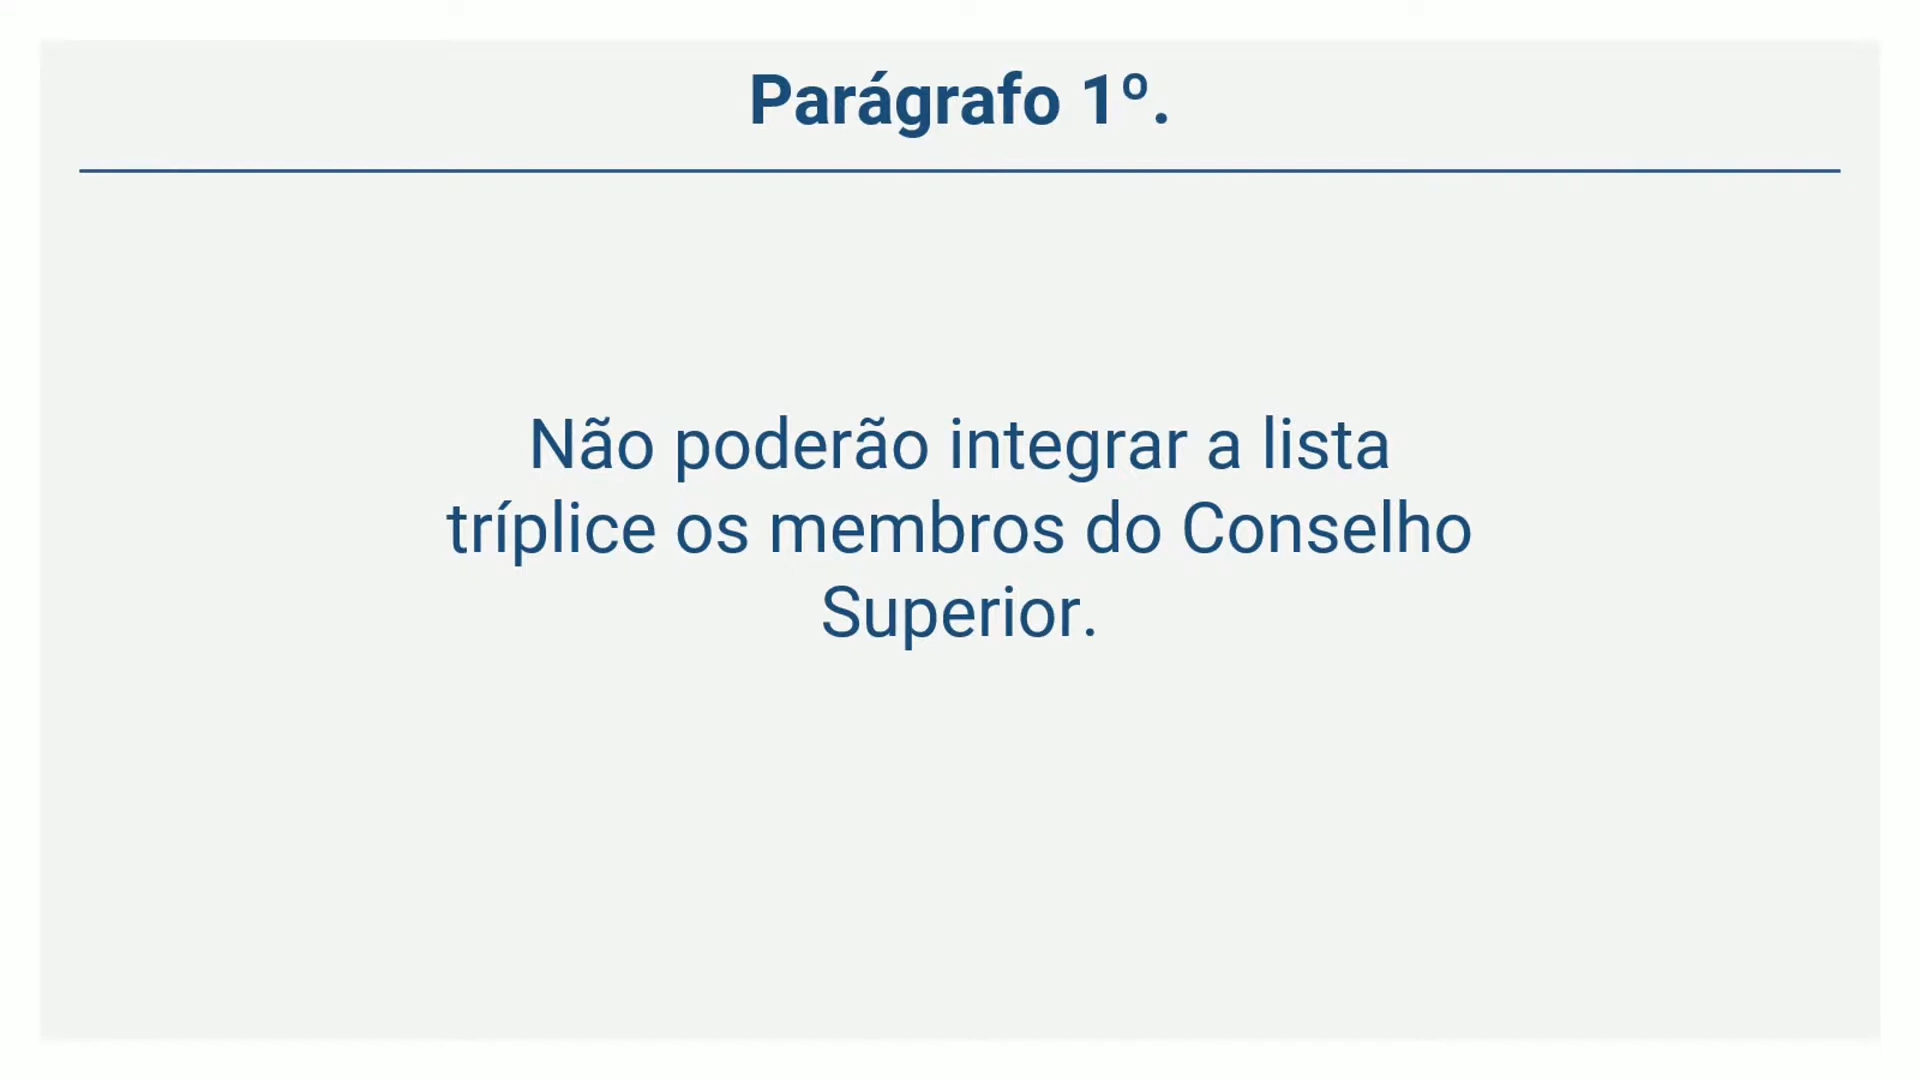 Parágrafo 1º.
Não poderão integrar a lista
tríplice os membros do Conselho
Superior.